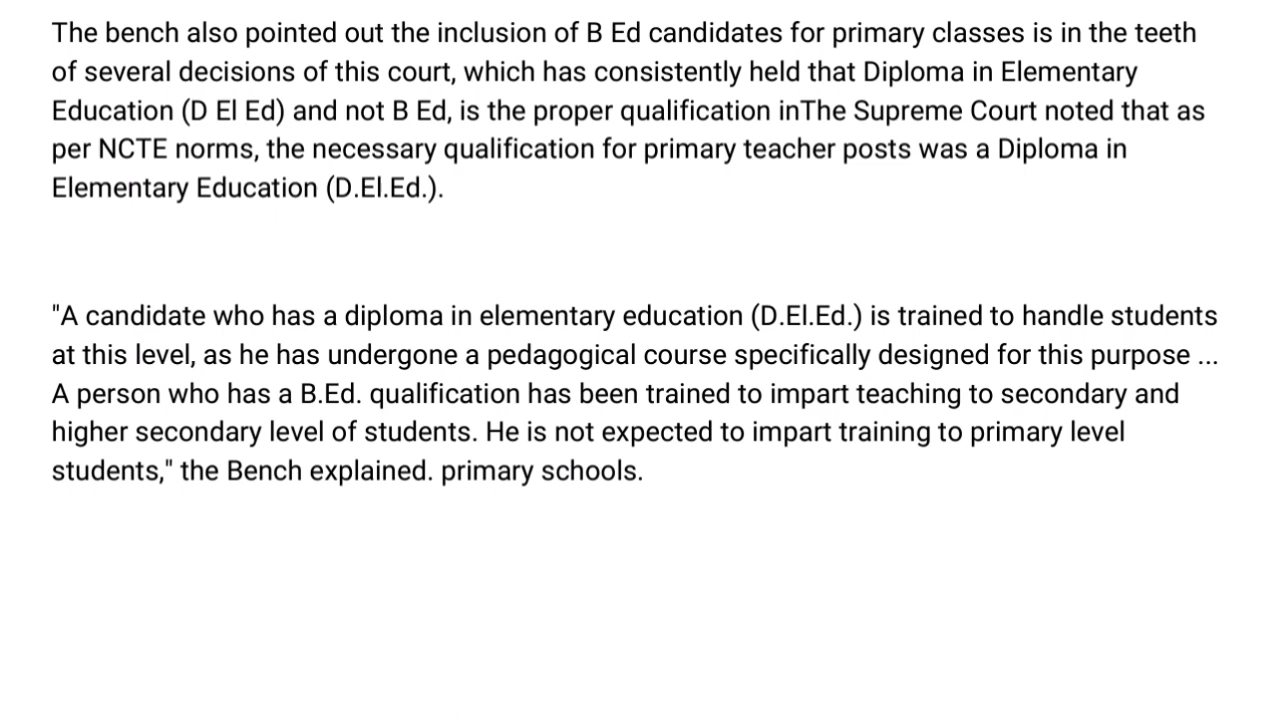 The bench also pointed out the inclusion of B Ed candidates for primary classes is in the teeth
of several decisions of this court, which has consistently held that Diploma in Elementary
Education (D El Ed) and not B Ed, is the proper qualification inThe Supreme Court noted that as
per NCTE norms, the necessary qualification for primary teacher posts was a Diploma in
Elementary Education (D.El.Ed.).
"A candidate who has a diploma in elementary education (D.El.Ed.) is trained to handle students
at this level, as he has undergone a pedagogical course specifically designed for this purpose ...
A person who has a B.Ed. qualification has been trained to impart teaching to secondary and
higher secondary level of students. He is not expected to impart training to primary level
students," the Bench explained. primary schools.